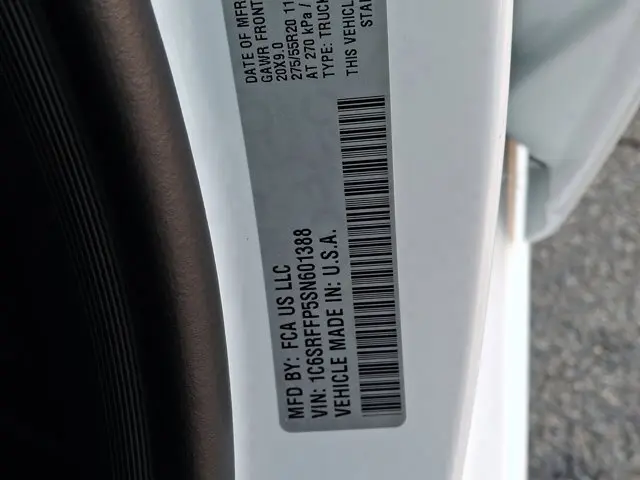 MFD BY: FCA US LLC
DATE OF MFR
GAWR FRONT
20X9.0
275/55R20 11
AT 270 kPa /
VIN: 1C6SRFFP5SN601388
TYPE: TRUCK
VEHICLE MADE IN: U.S.A.
THIS VEHICLE